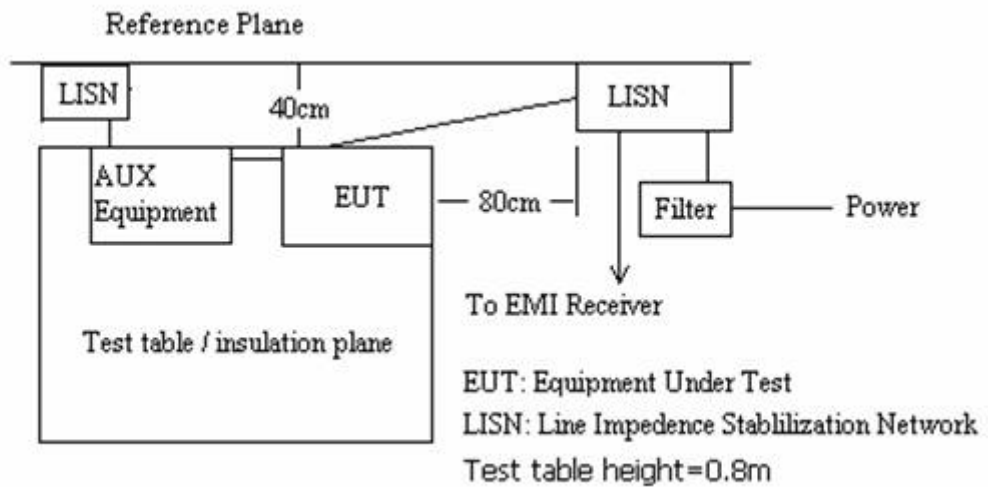 Reference Plane
LISN
40cm
LISN
AUX
Equipment
EUT
80cm
Filter
Power
To EMI Receiver
Test table / insulation plane
EUT: Equipment Under Test
LISN: Line Impedence Stablilization Network
Test table height=0.8m